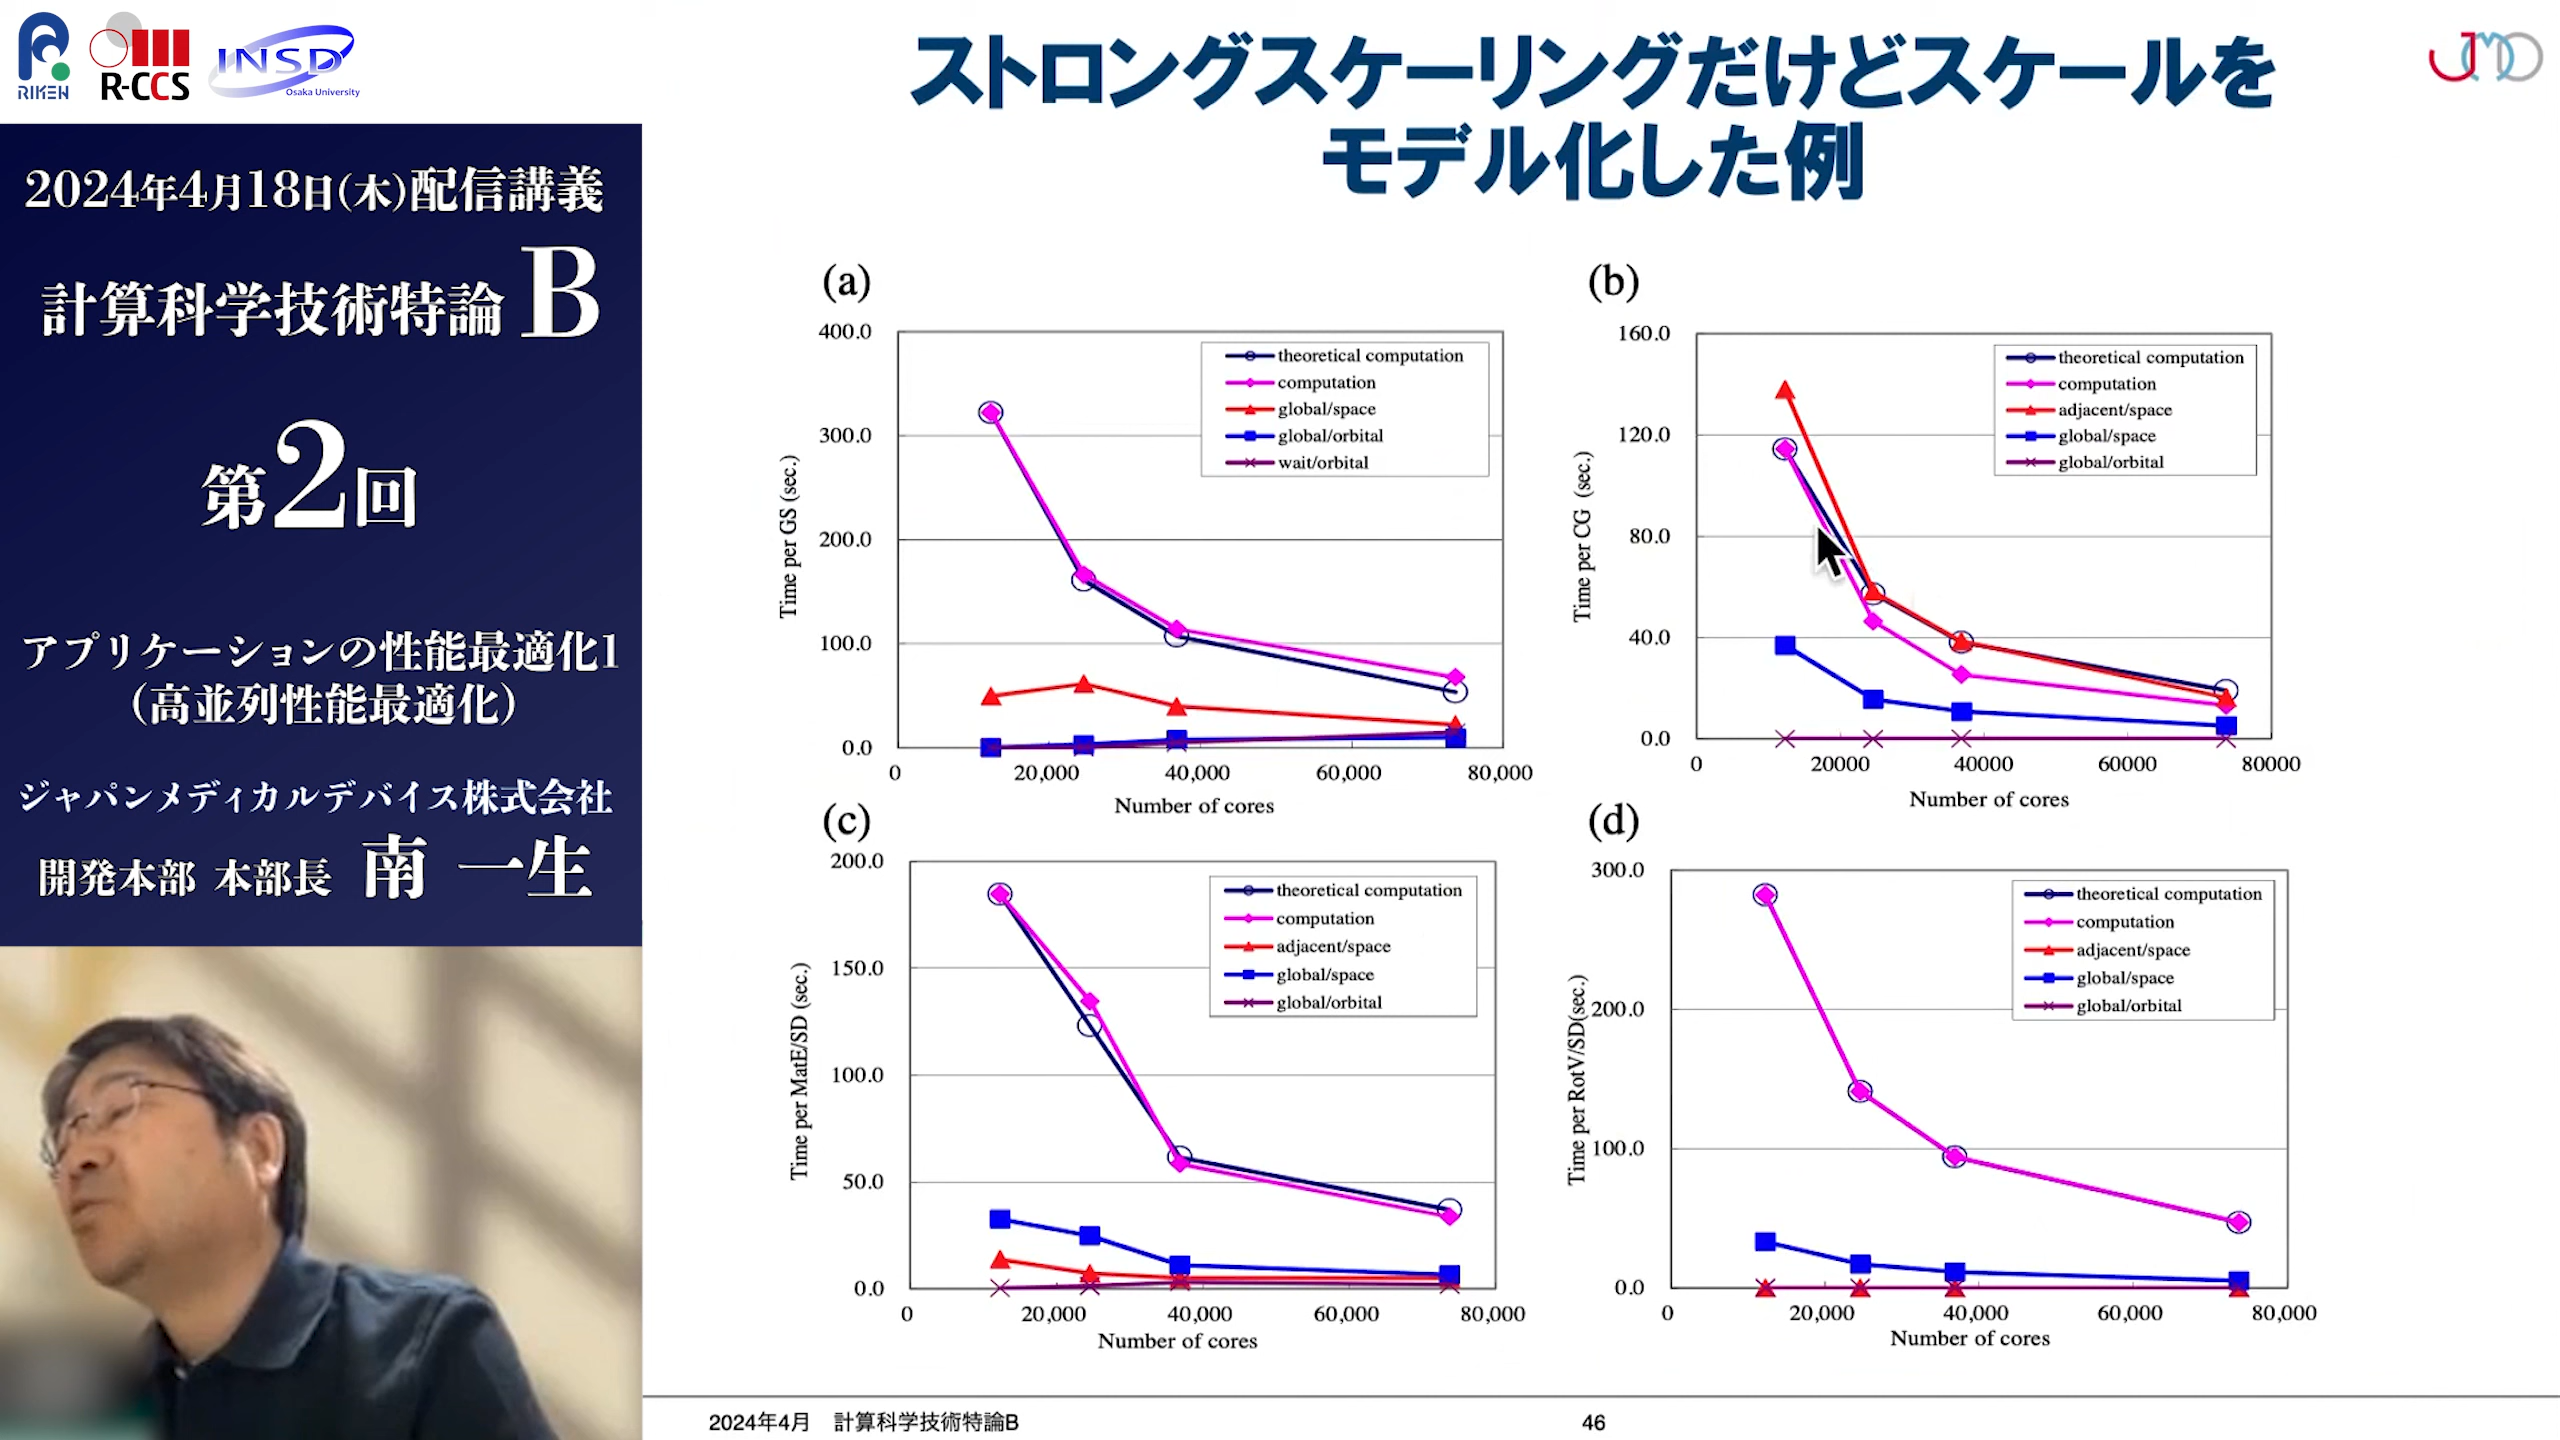 RIKEN
R-CCS
INSD
Osaka University
2024年4月18日(木)配信講義
計算科学技術特論 B
第2回
アプリケーションの性能最適化1
(高並列性能最適化)
ジャパンメディカルデバイス株式会社
開発本部 本部長 南 一生
ストロングスケーリングだけどスケールを
モデル化した例
JMD
(a)
400.0
300.0
200.0
100.0
0.0
Time per GS (sec.)
theoretical computation
computation
global/space
global/orbital
wait/orbital
0 20,000 40,000 60,000 80,000
Number of cores
(b)
160.0
120.0
80.0
40.0
0.0
Time per CG (sec.)
theoretical computation
computation
adjacent/space
global/space
global/orbital
0 20000 40000 60000 80000
Number of cores
(c)
200.0
150.0
100.0
50.0
0.0
Time per MatE/SD (sec.)
theoretical computation
computation
adjacent/space
global/space
global/orbital
0 20,000 40,000 60,000 80,000
Number of cores
(d)
300.0
200.0
100.0
0.0
Time per RotV/SD(sec.)
theoretical computation
computation
adjacent/space
global/space
global/orbital
0 20,000 40,000 60,000 80,000
Number of cores
2024年4月 計算科学技術特論B
46